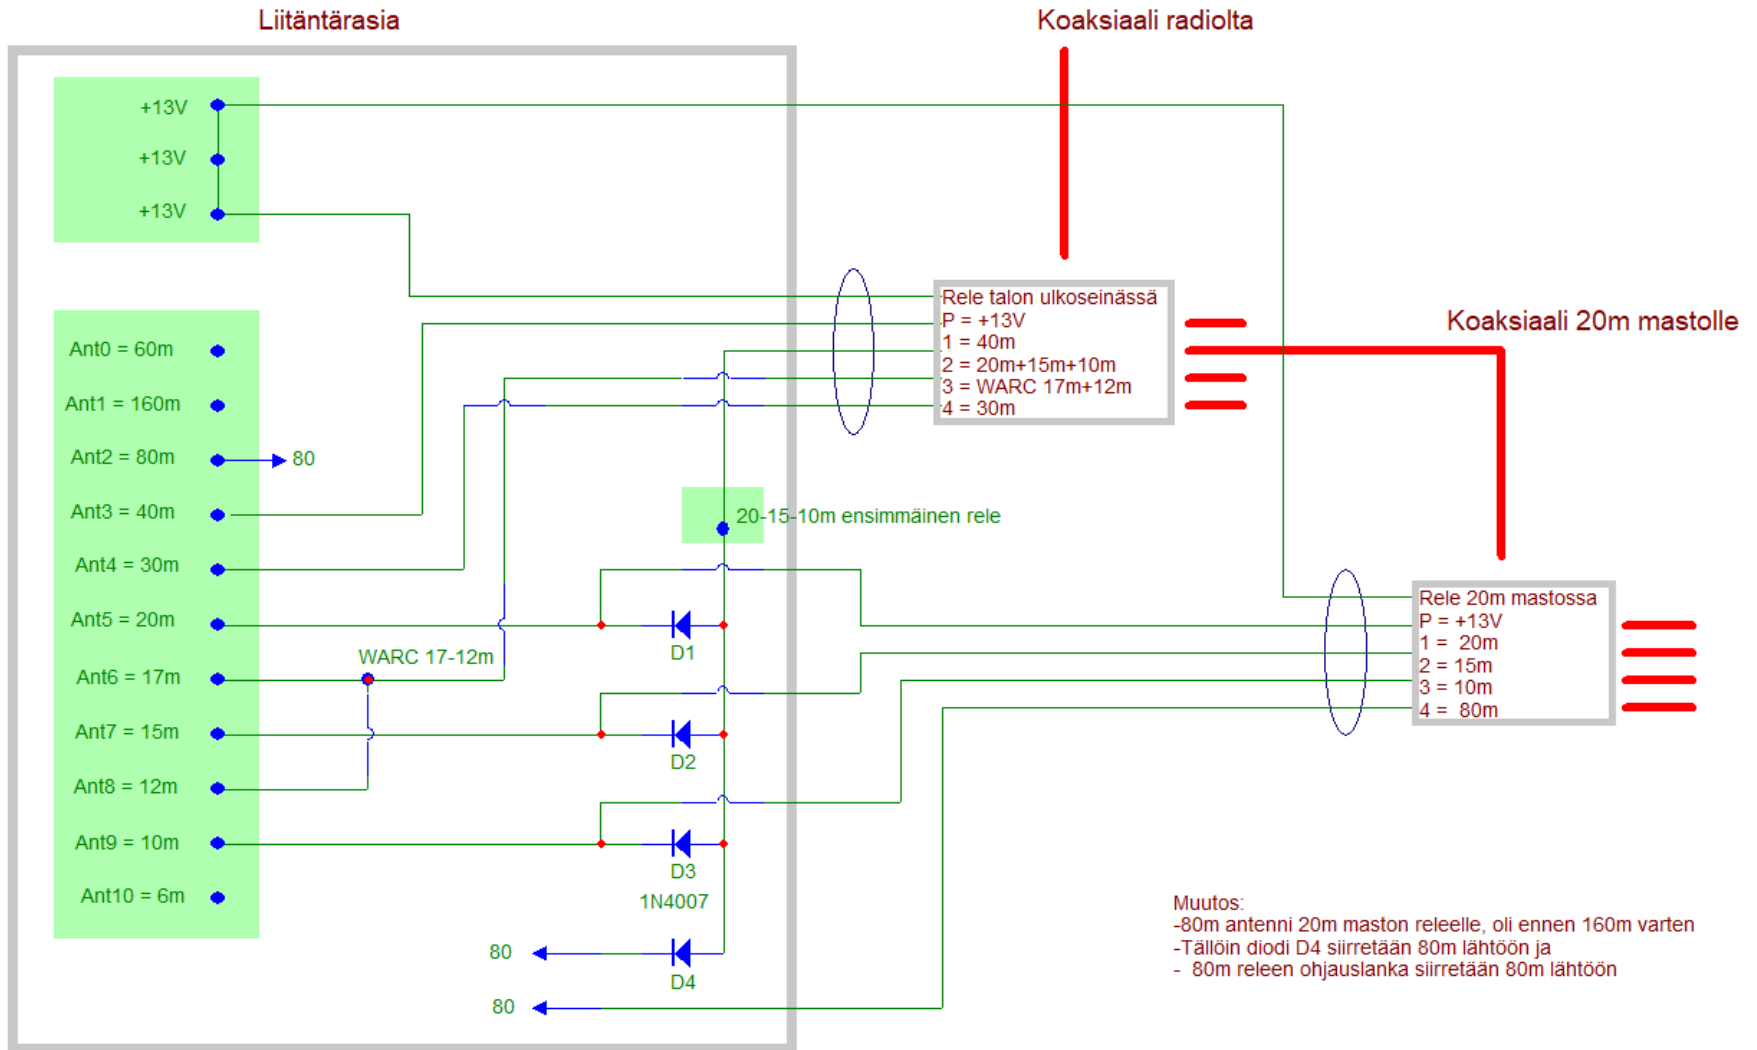 Liitäntärasia
Koaksiaali radiolta
+13V
+13V
+13V
Rele talon ulkoseinässä
P = +13V
1 = 40m
2 = 20m+15m+10m
3 = WARC 17m+12m
4 = 30m
Koaksiaali 20m mastolle
Ant0 = 60m
Ant1 = 160m
Ant2 = 80m
80
Ant3 = 40m
Ant4 = 30m
Ant5 = 20m
Ant6 = 17m
Ant7 = 15m
Ant8 = 12m
Ant9 = 10m
Ant10 = 6m
20-15-10m ensimmäinen rele
WARC 17-12m
D1
D2
D3
1N4007
80
D4
80
Rele 20m mastossa
P = +13V
1 = 20m
2 = 15m
3 = 10m
4 = 80m
Muutos:
-80m antenni 20m maston releelle, oli ennen 160m varten
-Tällöin diodi D4 siirretään 80m lähtöön ja
- 80m releen ohjauslanka siirretään 80m lähtöön